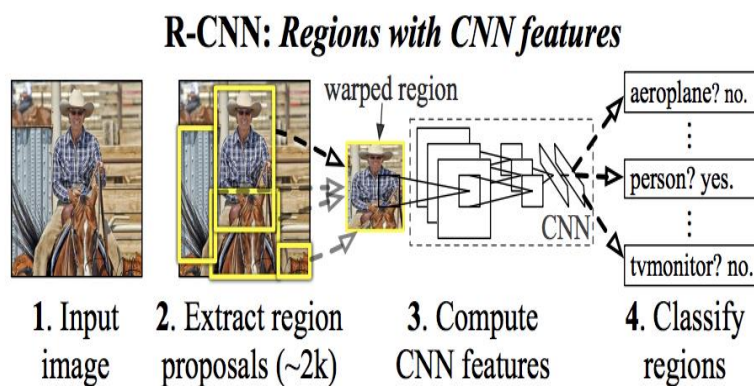 R-CNN: Regions with CNN features
warped region
aeroplane? no.
person? yes.
tvmonitor? no.
CNN
1. Input image
2. Extract region proposals (~2k)
3. Compute CNN features
4. Classify regions